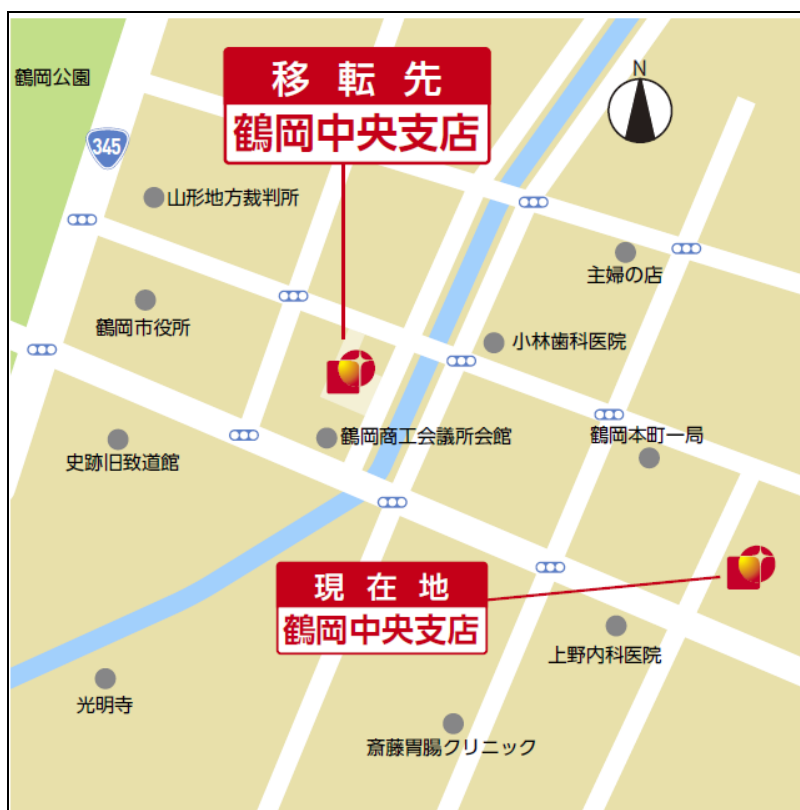 鶴岡公園
移転先
鶴岡中央支店
N
345
山形地方裁判所
主婦の店
鶴岡市役所
小林歯科医院
鶴岡商工会議所会館
鶴岡本町一局
史跡旧致道館
現在地
鶴岡中央支店
上野内科医院
光明寺
斎藤胃腸クリニック